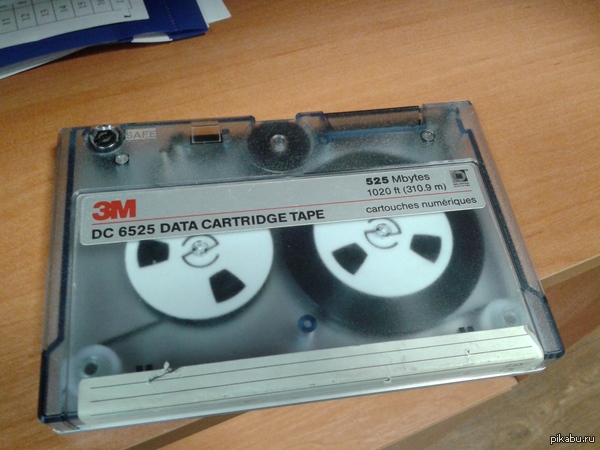 SAFE
3M
525 Mbytes
1020 ft (310.9 m)
DC 6525 DATA CARTRIDGE TAPE
cartouches numériques
pikabu.ru